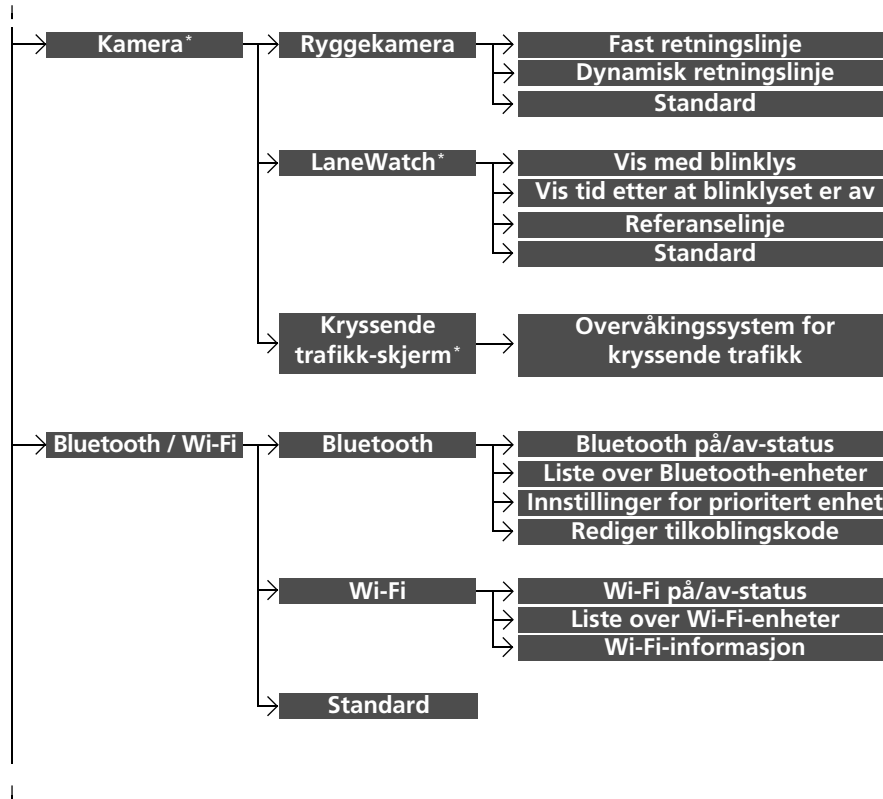 Kamera*
Ryggekamera
Fast retningslinje
Dynamisk retningslinje
Standard
LaneWatch*
Vis med blinklys
Vis tid etter at blinklyset er av
Referanselinje
Standard
Kryssende
trafikk-skjerm*
Overvåkingssystem for
kryssende trafikk
Bluetooth / Wi-Fi
Bluetooth
Bluetooth på/av-status
Liste over Bluetooth-enheter
Innstillinger for prioritert enhet
Rediger tilkoblingskode
Wi-Fi
Wi-Fi på/av-status
Liste over Wi-Fi-enheter
Wi-Fi-informasjon
Standard